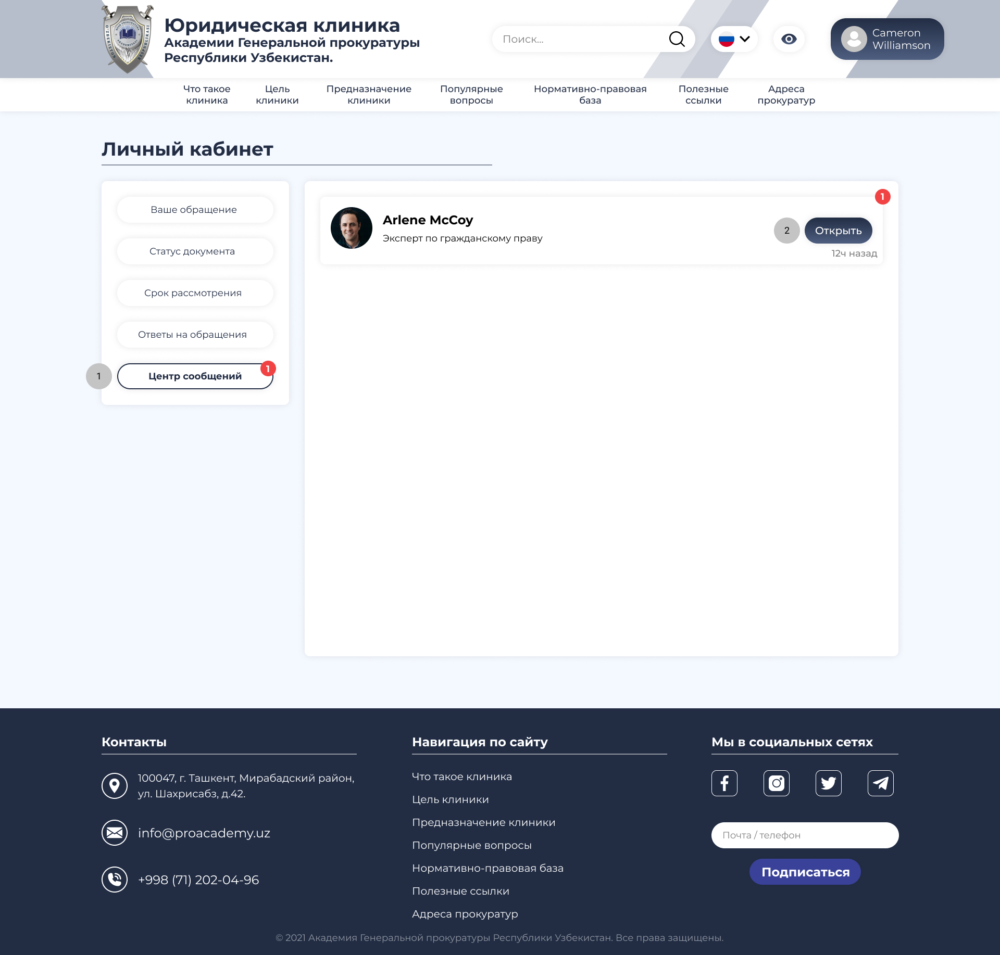 O'ZBEKISTON
RESPUBLIKASI
Юридическая клиника
Академии Генеральной прокуратуры
Республики Узбекистан.
Поиск...
Cameron
Williamson
Что такое
клиника
Цель
клиники
Предназначение
клиники
Популярные
вопросы
Нормативно-правовая
база
Полезные
ссылки
Адреса
прокуратур
Личный кабинет
Ваше обращение
Статус документа
Срок рассмотрения
Ответы на обращения
1
Центр сообщений
1
1
Arlene McCoy
Эксперт по гражданскому праву
2
Открыть
12ч назад
Контакты
100047, г. Ташкент, Мирабадский район,
ул. Шахрисабз, д.42.
info@proacademy.uz
+998 (71) 202-04-96
Навигация по сайту
Что такое клиника
Цель клиники
Предназначение клиники
Популярные вопросы
Нормативно-правовая база
Полезные ссылки
Адреса прокуратур
Мы в социальных сетях
Почта / телефон
Подписаться
© 2021 Академия Генеральной прокуратуры Республики Узбекистан. Все права защищены.